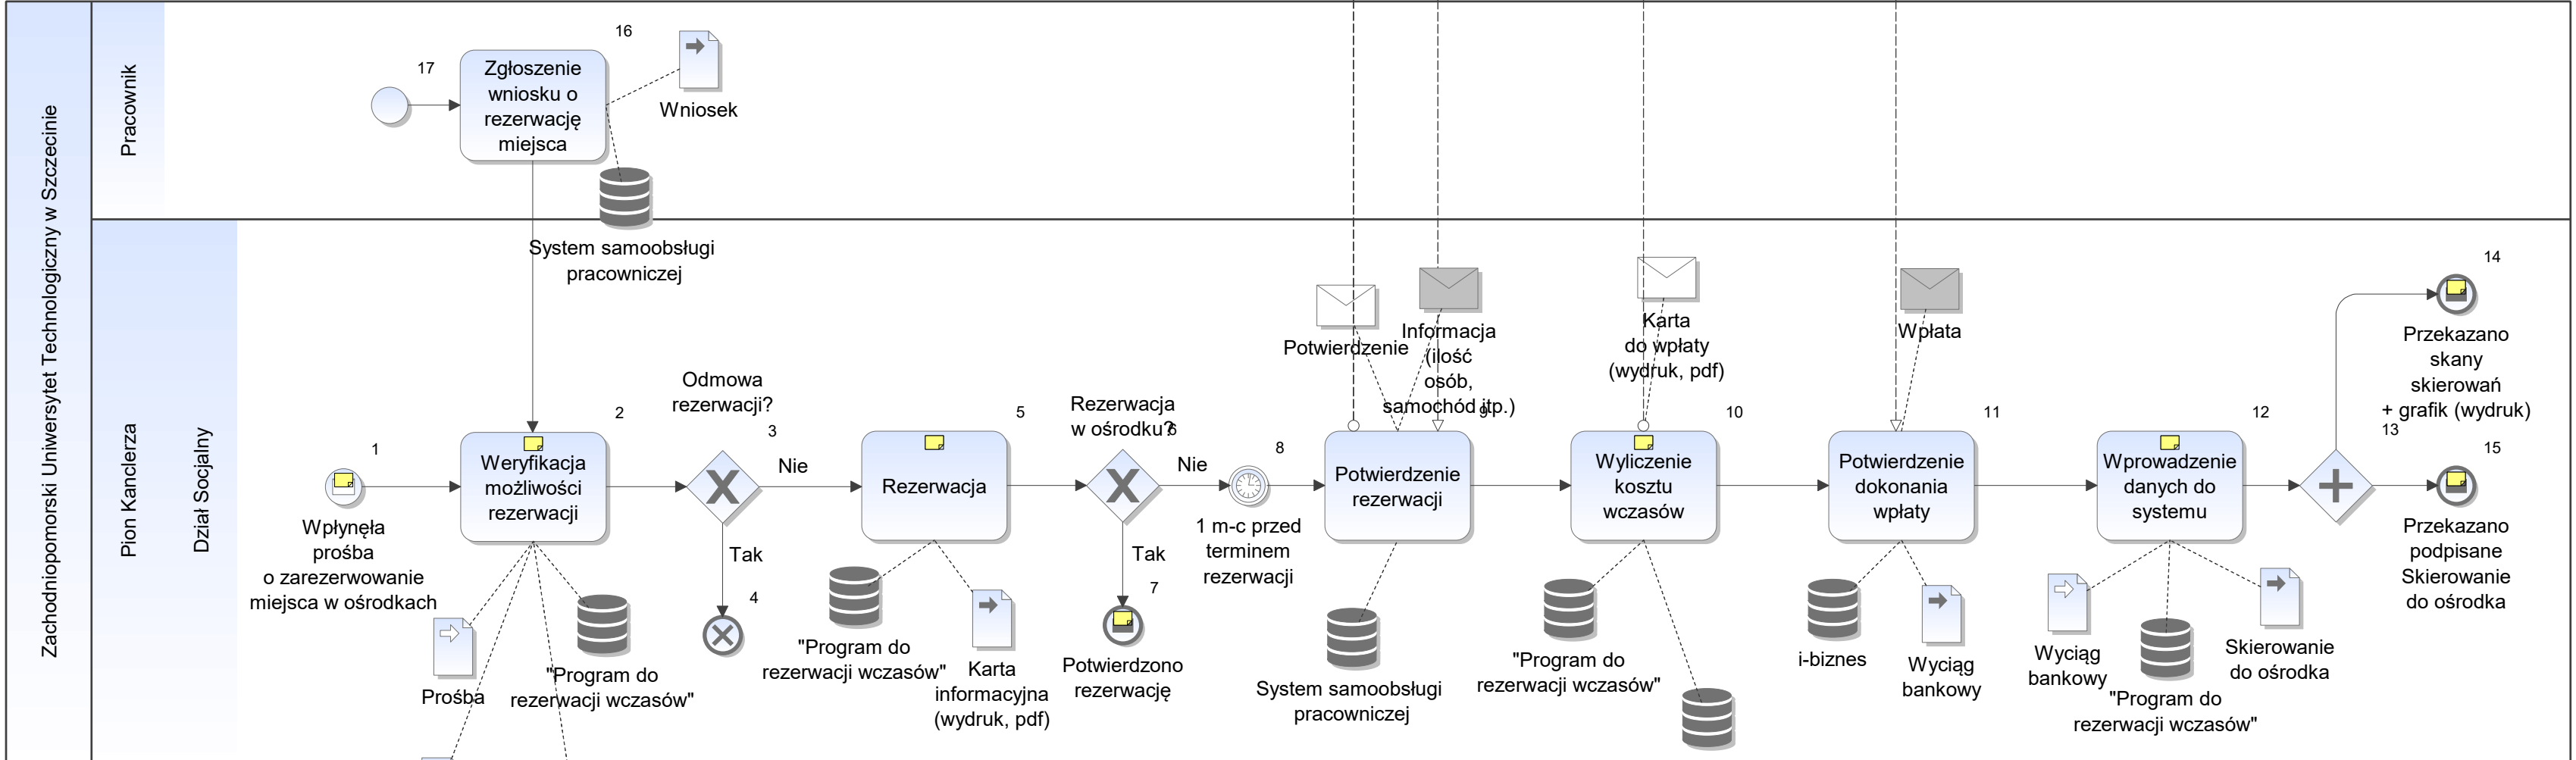 Zachodniopomorski Uniwersytet Technologiczny w Szczecinie
Pracownik
17
16
Zgłoszenie
wniosku o
rezerwację
miejsca
Wniosek
System samoobsługi
pracowniczej
Pion Kanclerza
Dział Socjalny
1
Wpłynęła
prośba
o zarezerwowanie
miejsca w ośrodkach
2
Weryfikacja
możliwości
rezerwacji
Prośba
"Program do
rezerwacji wczasów"
Odmowa
rezerwacji?
3
Nie
Tak
4
5
Rezerwacja
"Program do
rezerwacji wczasów"
Karta
informacyjna
(wydruk, pdf)
Rezerwacja
w ośrodku?
6
Nie
Tak
7
Potwierdzono
rezerwację
8
1 m-c przed
terminem
rezerwacji
Potwierdzenie
Informacja
(ilość
osób,
samochód itp.)
9
Potwierdzenie
rezerwacji
System samoobsługi
pracowniczej
Karta
do wpłaty
(wydruk, pdf)
10
Wyliczenie
kosztu
wczasów
"Program do
rezerwacji wczasów"
Wpłata
11
Potwierdzenie
dokonania
wpłaty
i-biznes
Wyciąg
bankowy
12
Wprowadzenie
danych do
systemu
Wyciąg
bankowy
"Program do
rezerwacji wczasów"
Skierowanie
do ośrodka
13
14
Przekazano
skany
skierowań
+ grafik (wydruk)
15
Przekazano
podpisane
Skierowanie
do ośrodka